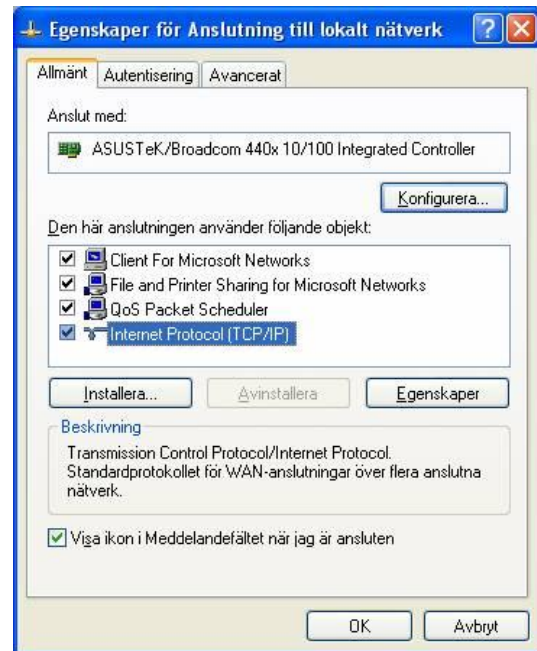 Egenskaper för Anslutning till lokalt nätverk
Allmänt Autentisering Avancerat
Anslut med:
ASUSTeK/Broadcom 440x 10/100 Integrated Controller
Konfigurera...
Den här anslutningen använder följande objekt:
Client For Microsoft Networks
File and Printer Sharing for Microsoft Networks
QoS Packet Scheduler
Internet Protocol (TCP/IP)
Installera... Avinstallera Egenskaper
Beskrivning
Transmission Control Protocol/Internet Protocol.
Standardprotokollet för WAN-anslutningar över flera anslutna
nätverk.
Visa ikon i Meddelandefältet när jag är ansluten
OK Avbryt